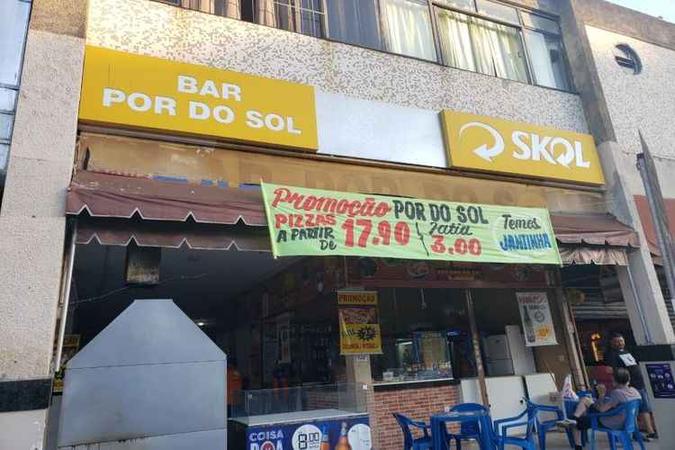 BAR
POR DO SOL
SKOL
Promoção POR DO SOL
PIZZAS
A PARTIR
DE 17.90
Fatia
3,00
Temos
JANTINHA
PROMOÇÃO
COISA
BOA